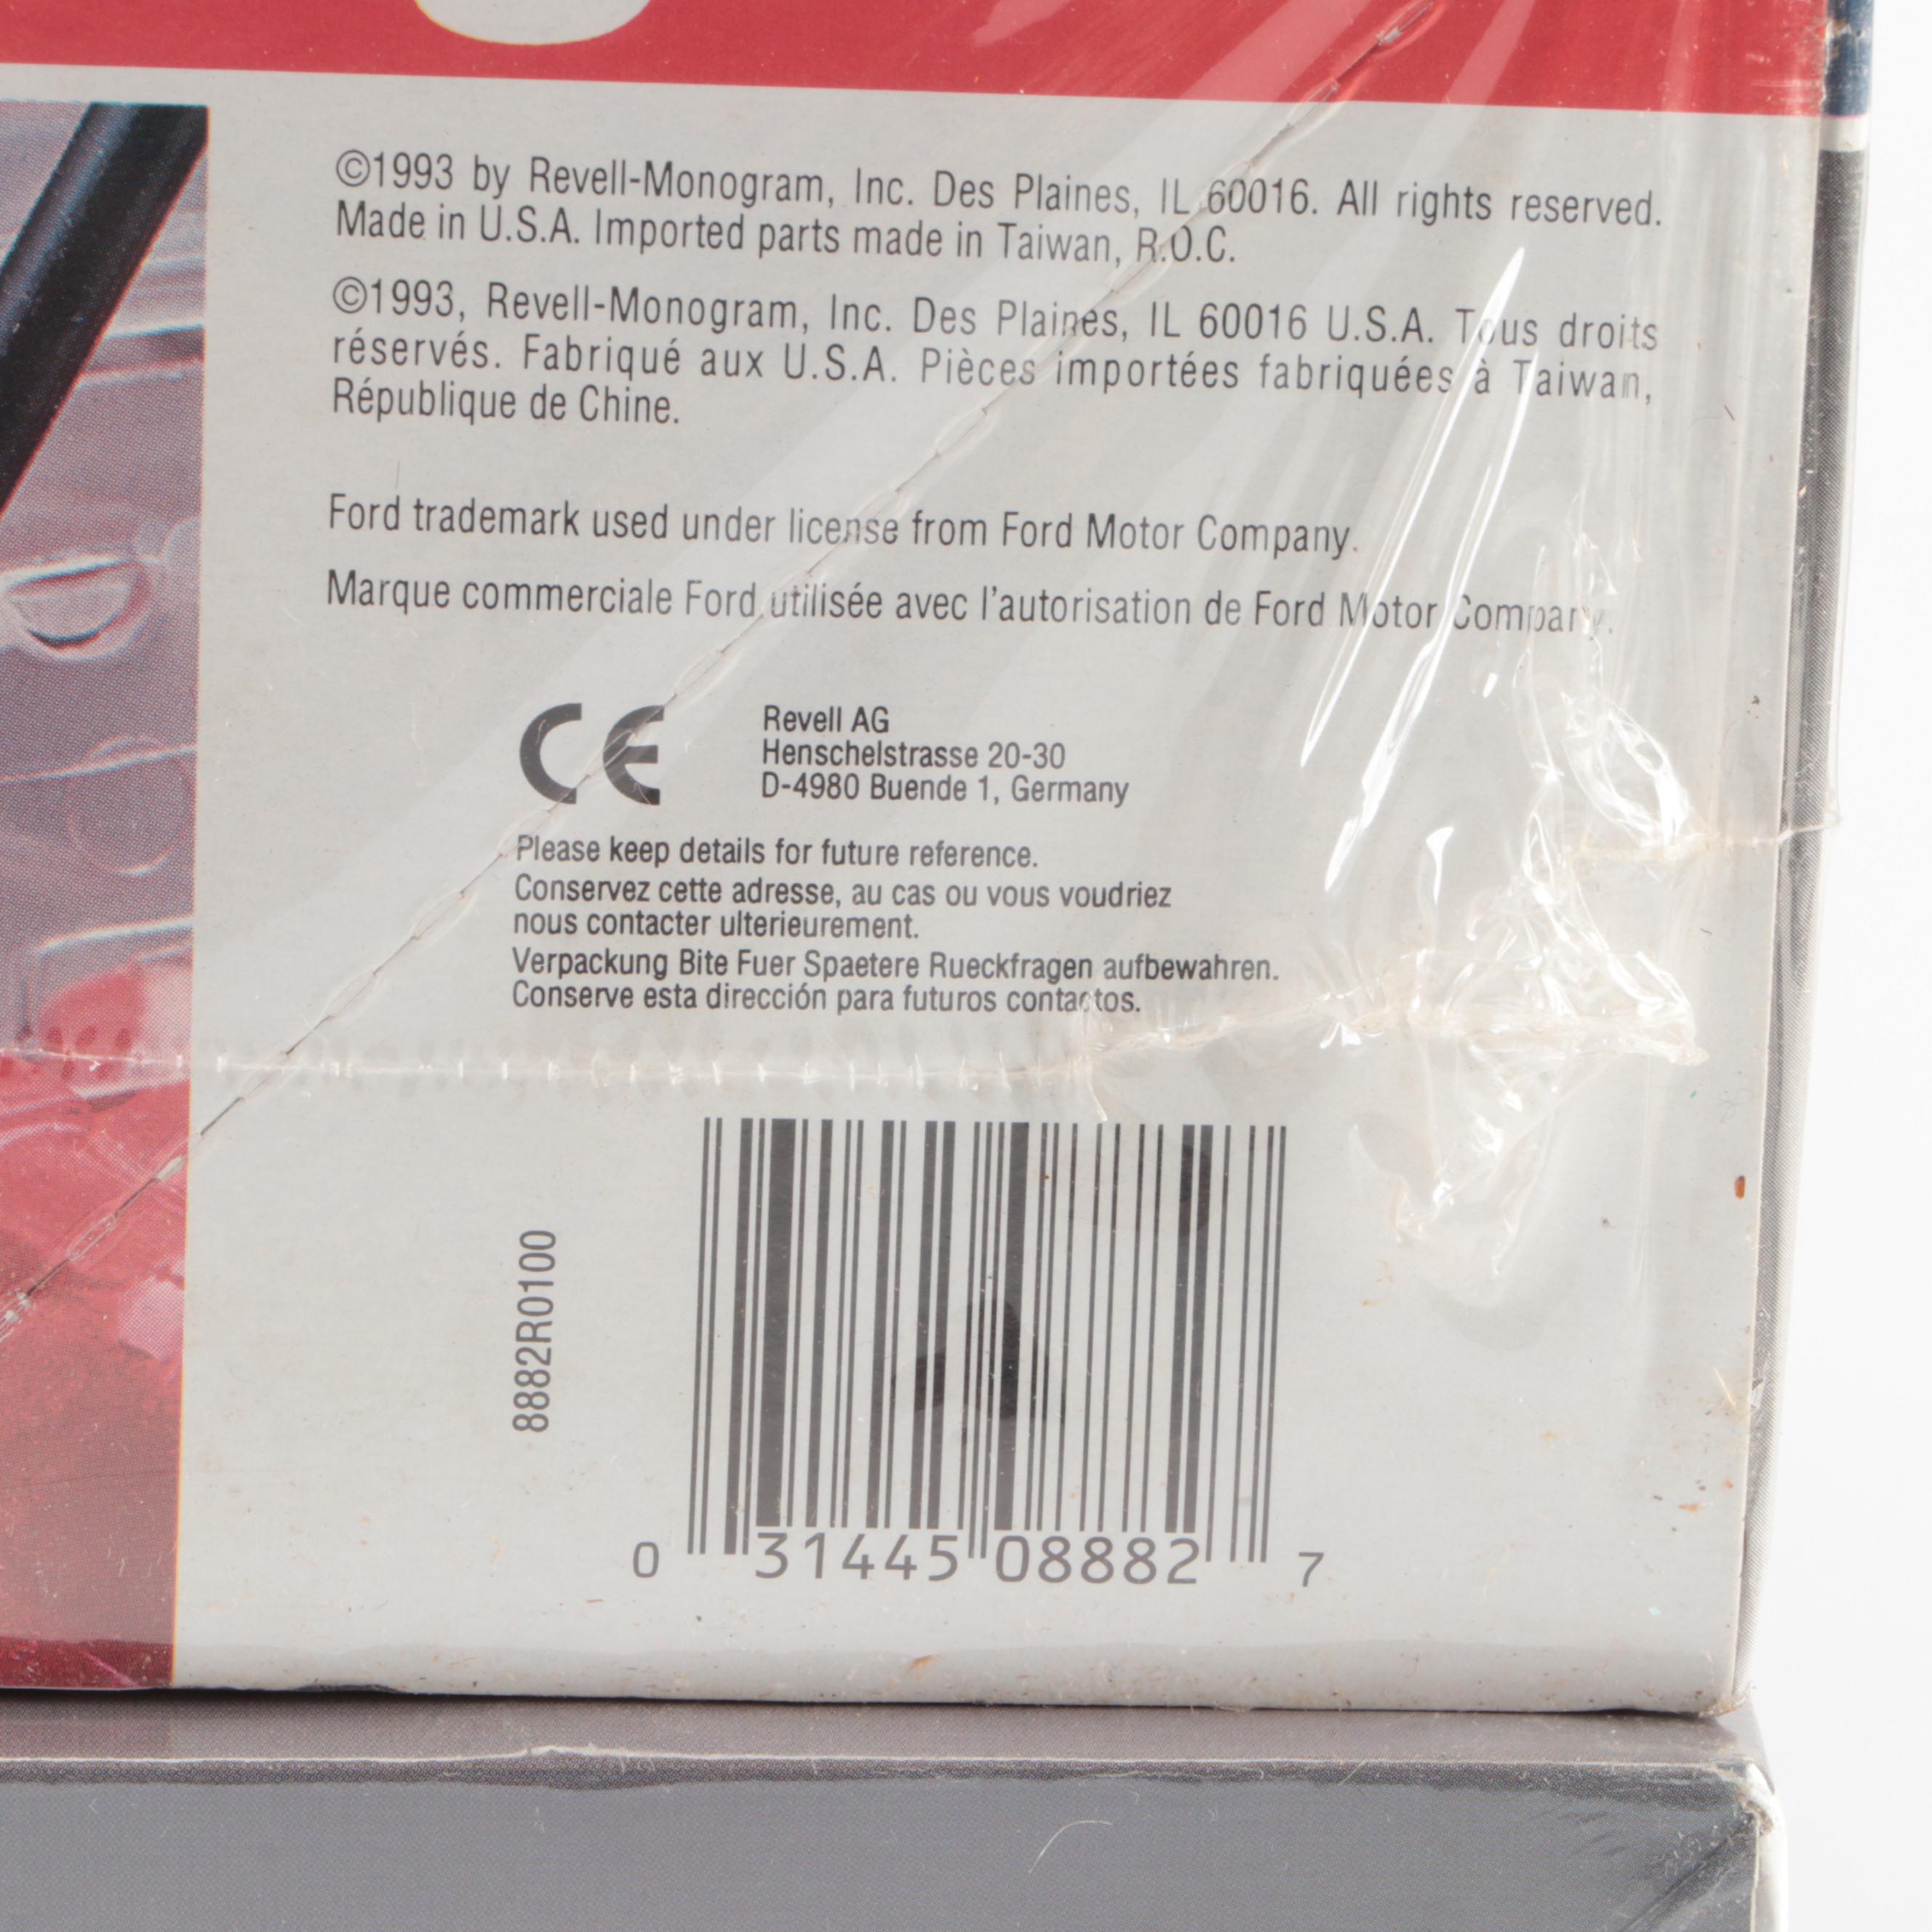 ©1993 by Revell-Monogram, Inc. Des Plaines, IL 60016. All rights reserved.
Made in U.S.A. Imported parts made in Taiwan, R.O.C.
©1993, Revell-Monogram, Inc. Des Plaines, IL 60016 U.S.A. Tous droits
réservés. Fabriqué aux U.S.A. Pièces importées fabriquées à Taiwan,
République de Chine.
Ford trademark used under license from Ford Motor Company.
Marque commerciale Ford utilisée avec l'autorisation de Ford Motor Company.
CE
Revell AG
Henschelstrasse 20-30
D-4980 Buende 1, Germany
Please keep details for future reference.
Conservez cette adresse, au cas ou vous voudriez
nous contacter ulterieurement.
Verpackung Bite Fuer Spaetere Rueckfragen aufbewahren.
Conserve esta dirección para futuros contactos.
8882R0100
0 31445 08882 7